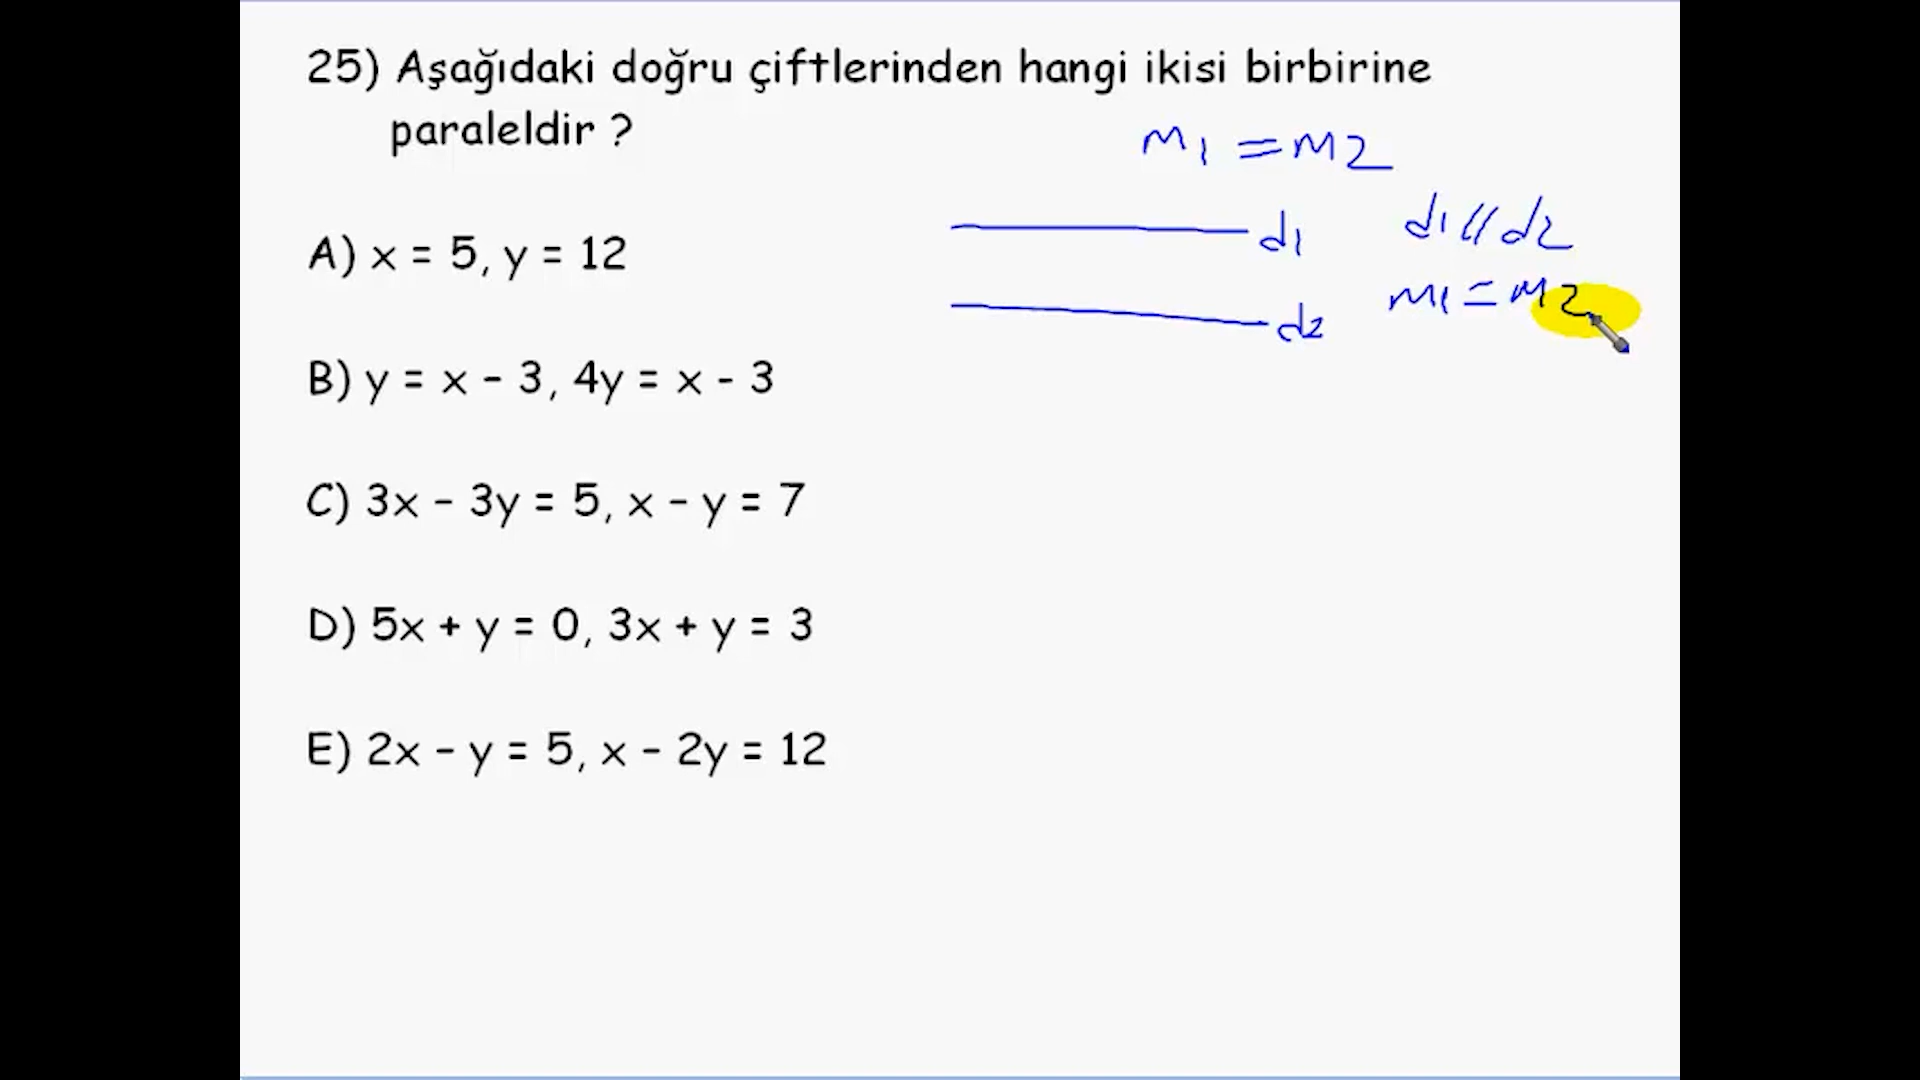 25) Aşağıdaki doğru çiftlerinden hangi ikisi birbirine
paraleldir ?
m1 = m2
d1
d1 // d2
A) x = 5, y = 12
m1 = m2
d2
B) y = x - 3, 4y = x - 3
C) 3x - 3y = 5, x - y = 7
D) 5x + y = 0, 3x + y = 3
E) 2x - y = 5, x - 2y = 12